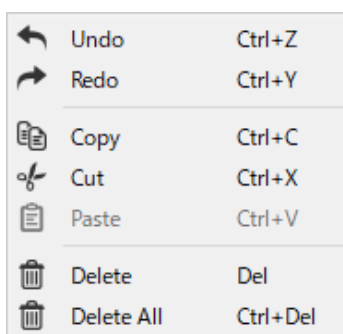 Undo Ctrl+Z
Redo Ctrl+Y
Copy Ctrl+C
Cut Ctrl+X
Paste Ctrl+V
Delete Del
Delete All Ctrl+Del